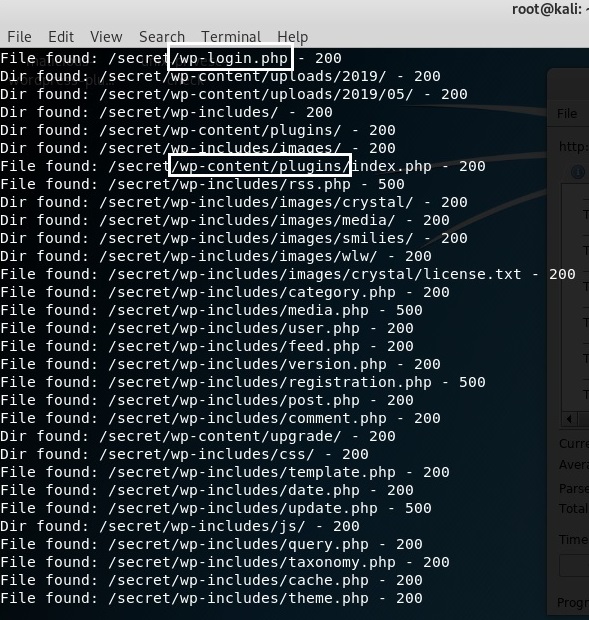 root@kali: ~
File Edit View Search Terminal Help
File found: /secret/wp-login.php - 200
Dir found: /secret/wp-content/uploads/2019/ - 200
Dir found: /secret/wp-content/uploads/2019/05/ - 200
Dir found: /secret/wp-includes/ - 200
Dir found: /secret/wp-content/plugins/ - 200
Dir found: /secret/wp-includes/images/ - 200
File found: /secret/wp-content/plugins/index.php - 200
File found: /secret/wp-includes/rss.php - 500
Dir found: /secret/wp-includes/images/crystal/ - 200
Dir found: /secret/wp-includes/images/media/ - 200
Dir found: /secret/wp-includes/images/smilies/ - 200
Dir found: /secret/wp-includes/images/wlw/ - 200
File found: /secret/wp-includes/images/crystal/license.txt - 200
File found: /secret/wp-includes/category.php - 200
File found: /secret/wp-includes/media.php - 500
File found: /secret/wp-includes/user.php - 200
File found: /secret/wp-includes/feed.php - 200
File found: /secret/wp-includes/version.php - 200
File found: /secret/wp-includes/registration.php - 500
File found: /secret/wp-includes/post.php - 200
File found: /secret/wp-includes/comment.php - 200
Dir found: /secret/wp-content/upgrade/ - 200
Dir found: /secret/wp-includes/css/ - 200
File found: /secret/wp-includes/template.php - 200
File found: /secret/wp-includes/date.php - 200
File found: /secret/wp-includes/update.php - 500
Dir found: /secret/wp-includes/js/ - 200
File found: /secret/wp-includes/query.php - 200
File found: /secret/wp-includes/taxonomy.php - 200
File found: /secret/wp-includes/cache.php - 200
File found: /secret/wp-includes/theme.php - 200
File
http:
Curre
Avera
Parse
Total
Time
Progr